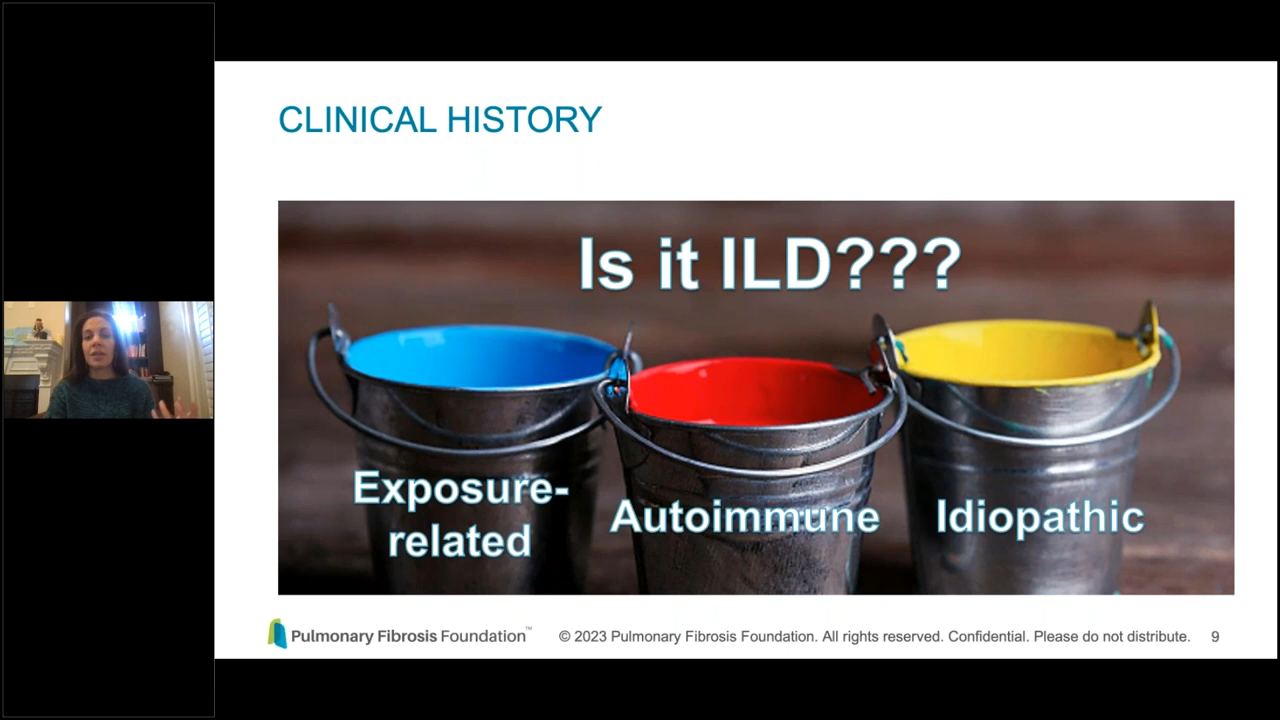 CLINICAL HISTORY
Is it ILD???
Exposure-
related
Autoimmune
Idiopathic
Pulmonary Fibrosis Foundation™
© 2023 Pulmonary Fibrosis Foundation. All rights reserved. Confidential. Please do not distribute.
9